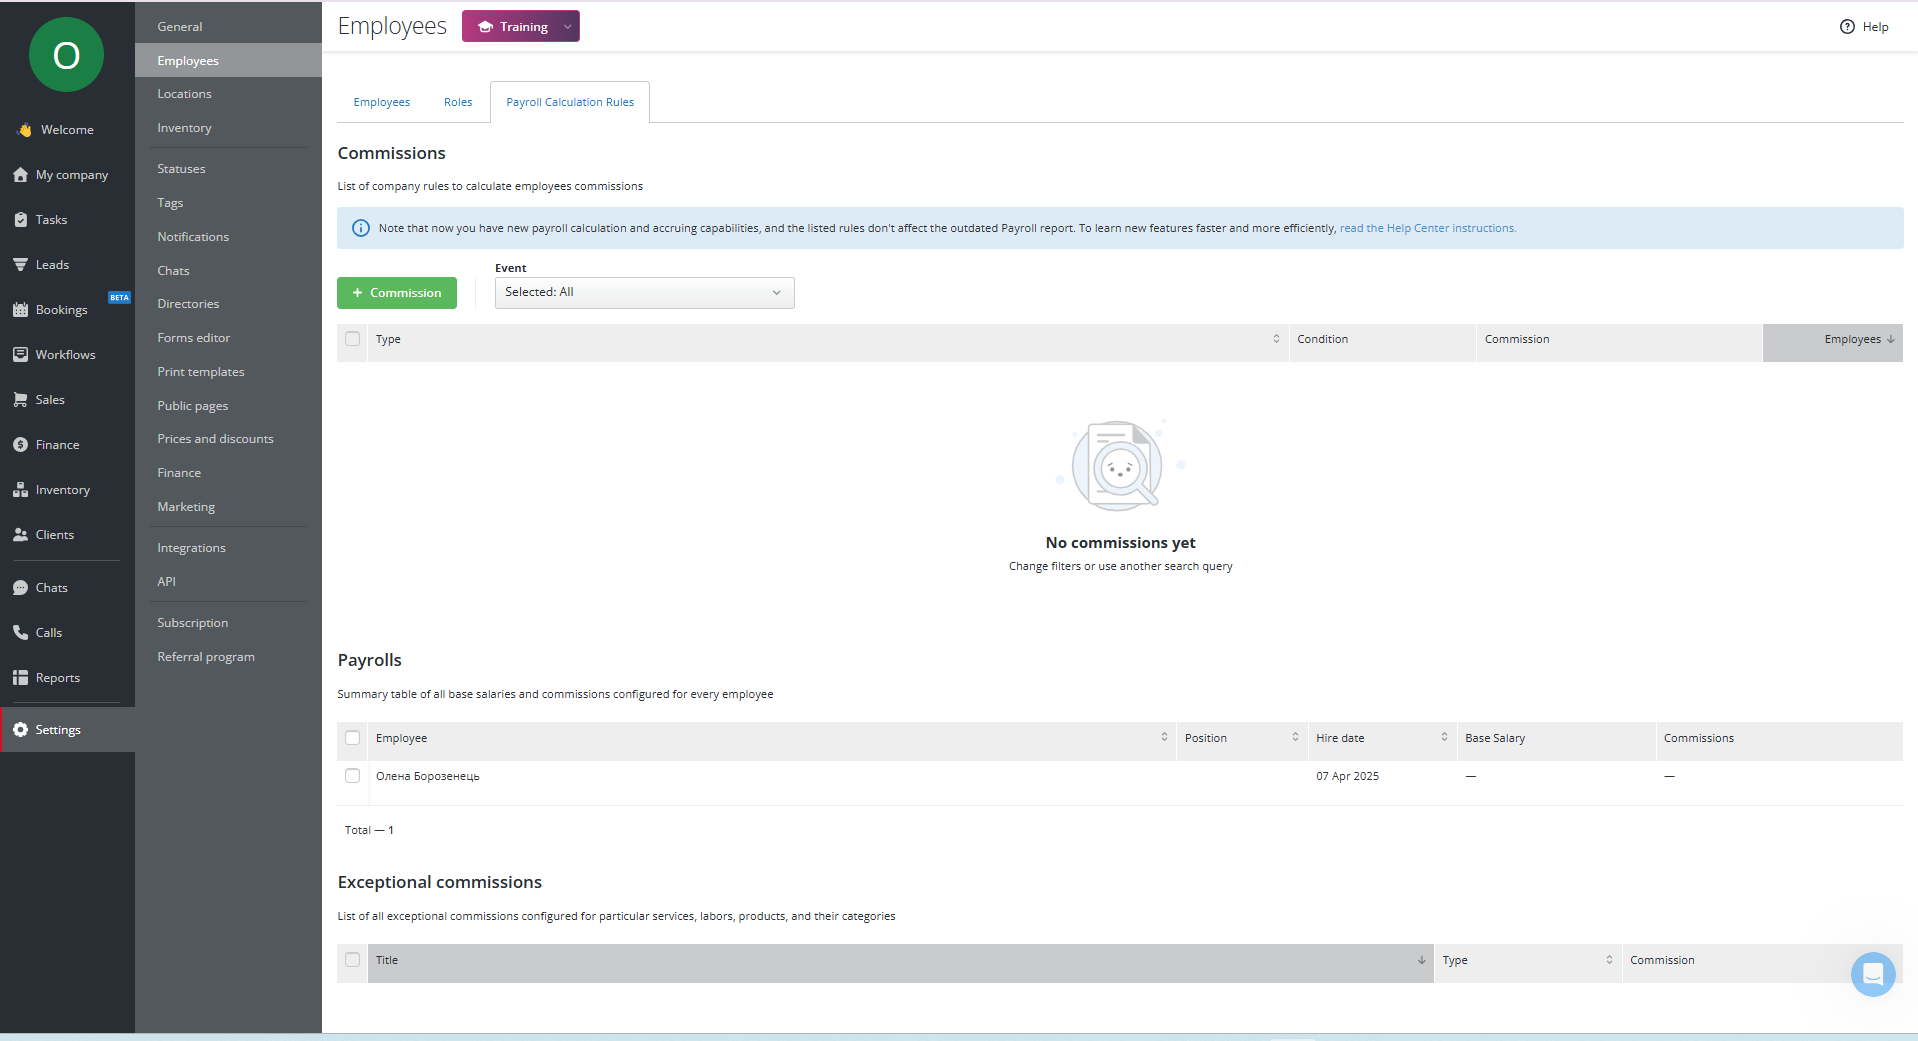 O
Welcome
My company
Tasks
Leads
Bookings
BETA
Workflows
Sales
Finance
Inventory
Clients
Chats
Calls
Reports
Settings
General
Employees
Locations
Inventory
Statuses
Tags
Notifications
Chats
Directories
Forms editor
Print templates
Public pages
Prices and discounts
Finance
Marketing
Integrations
API
Subscription
Referral program
Employees
Training
Help
Employees
Roles
Payroll Calculation Rules
Commissions
List of company rules to calculate employees commissions
Note that now you have new payroll calculation and accruing capabilities, and the listed rules don't affect the outdated Payroll report. To learn new features faster and more efficiently, read the Help Center instructions.
Event
+ Commission
Selected: All
Type
Condition
Commission
Employees
No commissions yet
Change filters or use another search query
Payrolls
Summary table of all base salaries and commissions configured for every employee
Employee
Position
Hire date
Base Salary
Commissions
Олена Борозенець
07 Apr 2025
—
—
Total — 1
Exceptional commissions
List of all exceptional commissions configured for particular services, labors, products, and their categories
Title
Type
Commission